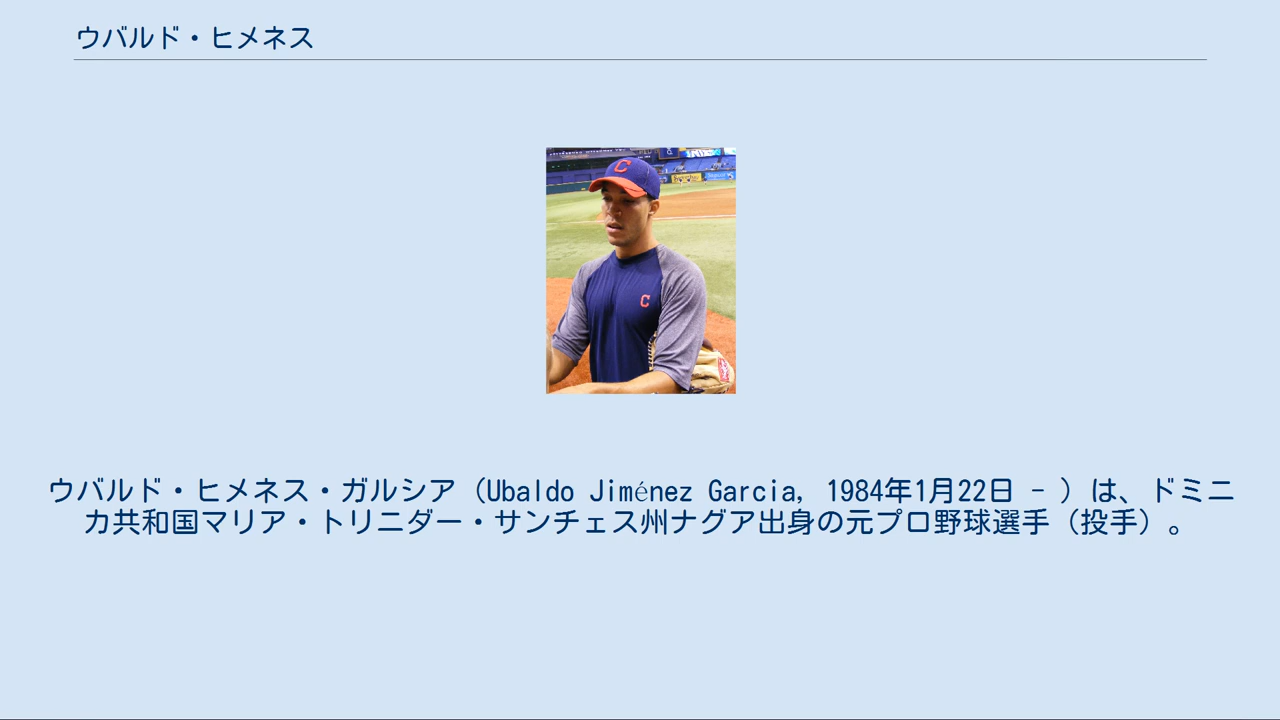 ウバルド・ヒメネス
C
C
ウバルド・ヒメネス・ガルシア（Ubaldo Jiménez Garcia, 1984年1月22日 - ）は、ドミニ
カ共和国マリア・トリニダー・サンチェス州ナグア出身の元プロ野球選手（投手）。